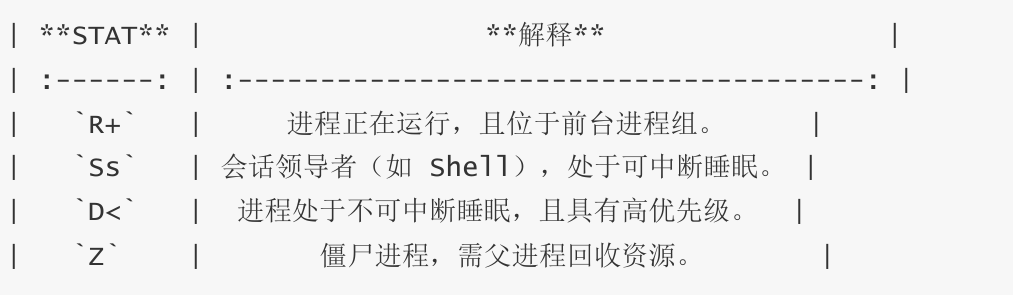 | **STAT** | **解释** |
| :------: | :--------------------------------------: |
| `R+` | 进程正在运行，且位于前台进程组。 |
| `Ss` | 会话领导者（如 Shell），处于可中断睡眠。 |
| `D<` | 进程处于不可中断睡眠，且具有高优先级。 |
| `Z` | 僵尸进程，需父进程回收资源。 |